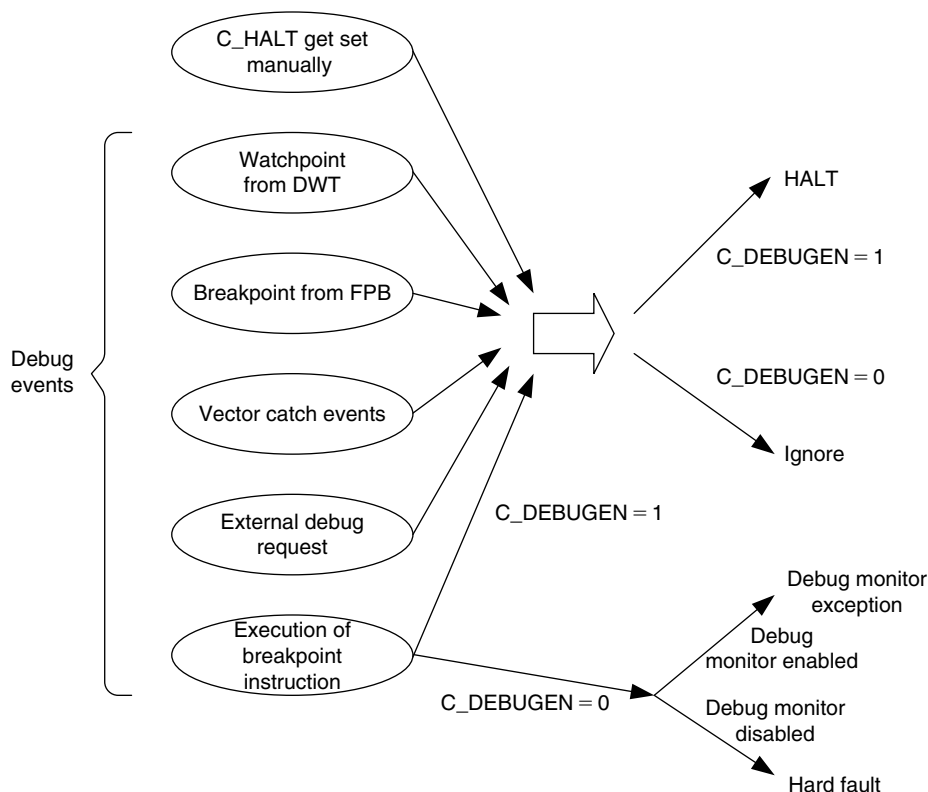 C_HALT get set
manually
Watchpoint
from DWT
HALT
C_DEBUGEN = 1
Breakpoint from FPB
Debug
events
C_DEBUGEN = 0
Vector catch events
Ignore
C_DEBUGEN = 1
External debug
request
Debug monitor
exception
Execution of
breakpoint
instruction
Debug
monitor enabled
C_DEBUGEN = 0
Debug monitor
disabled
Hard fault